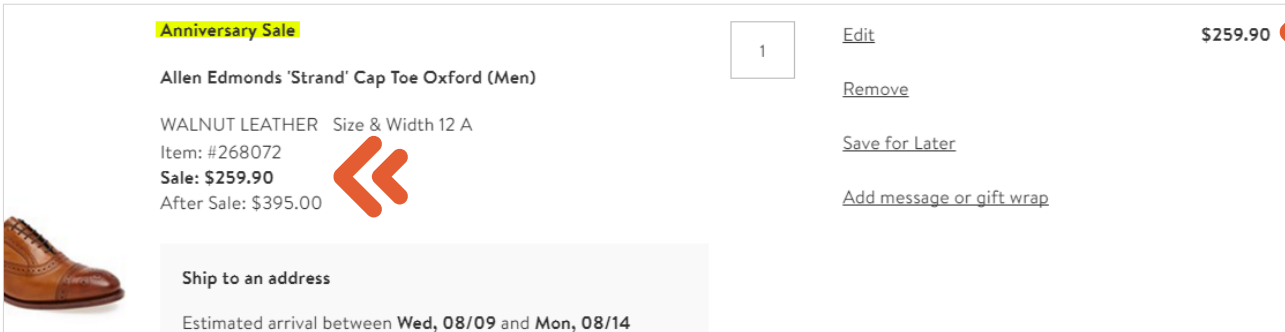 Anniversary Sale
1
Edit
$259.90
Allen Edmonds 'Strand' Cap Toe Oxford (Men)
Remove
WALNUT LEATHER Size & Width 12 A
Item: #268072
Save for Later
Sale: $259.90
After Sale: $395.00
Add message or gift wrap
Ship to an address
Estimated arrival between Wed, 08/09 and Mon, 08/14